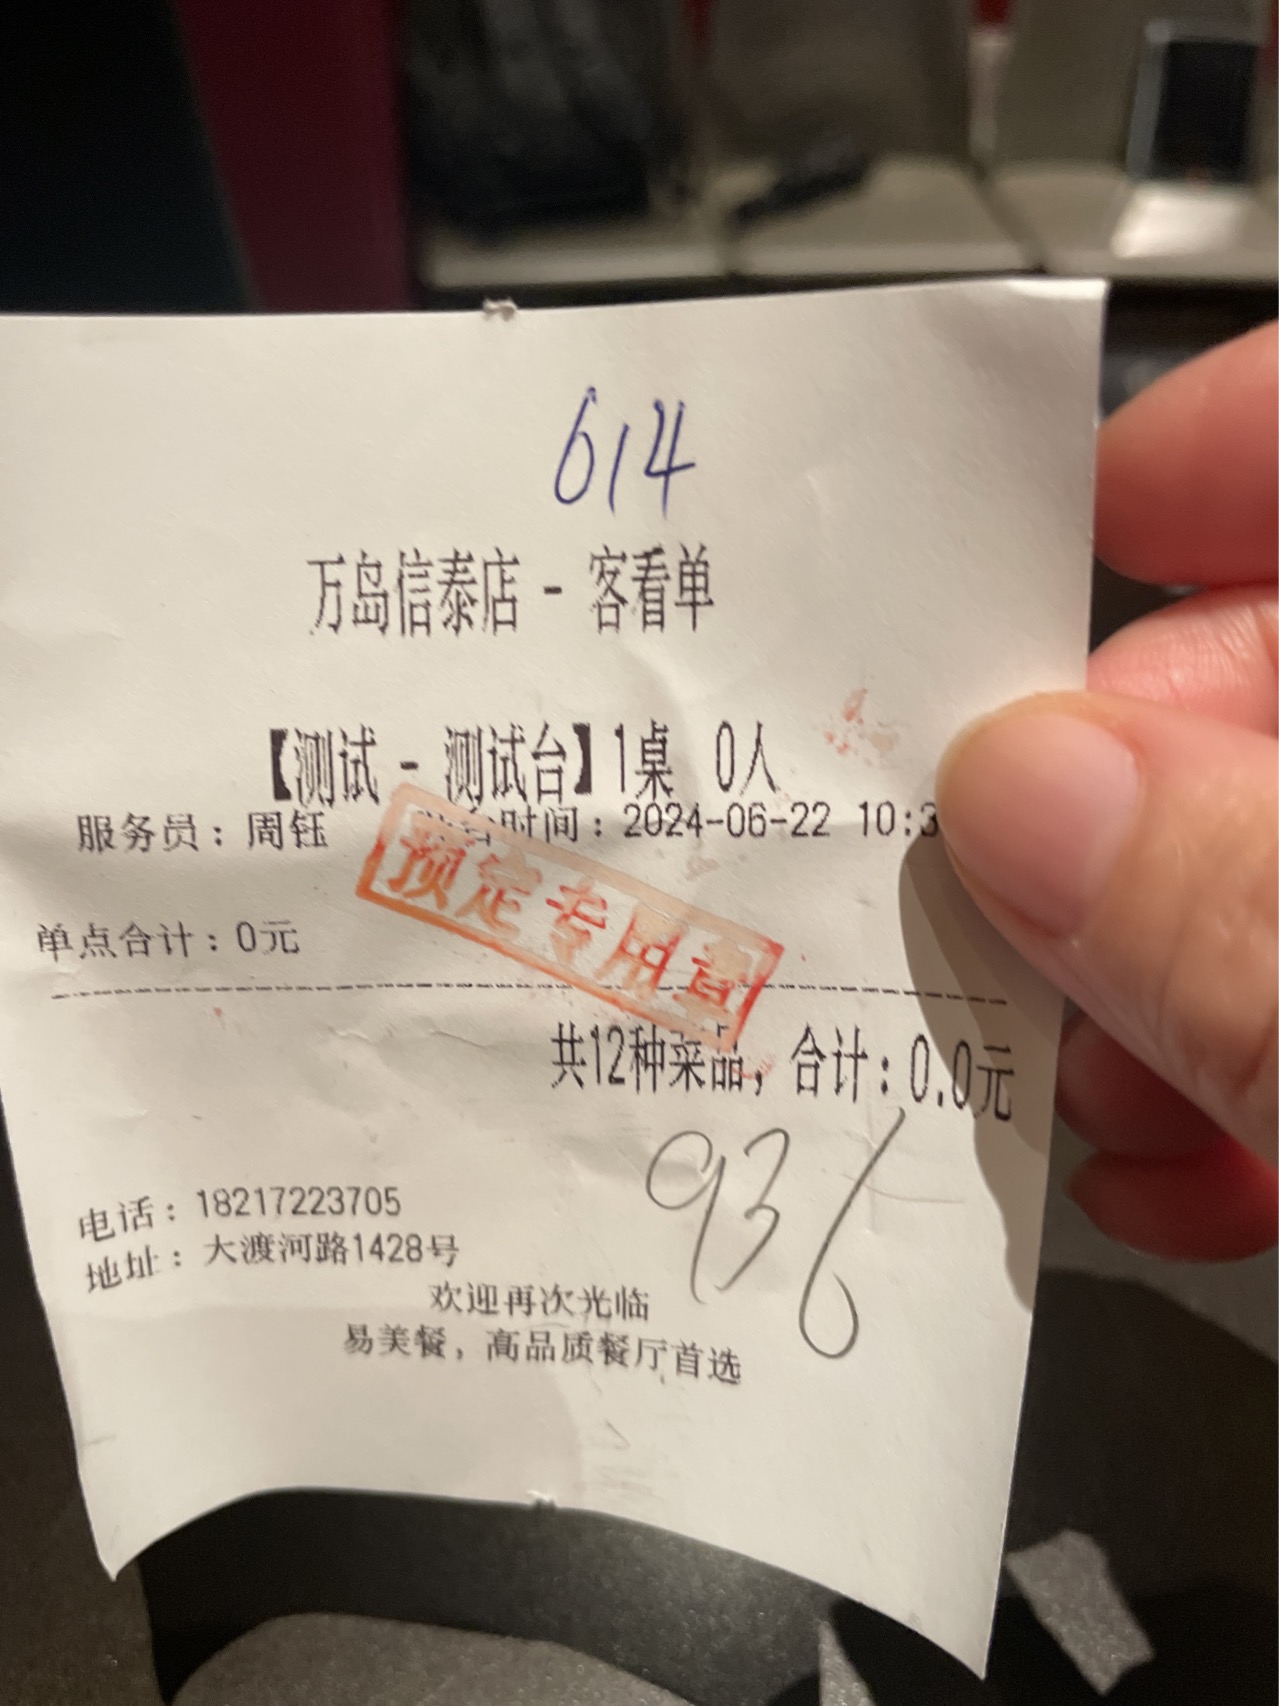 614
万岛信泰店 - 客看单
【测试 - 测试台】1桌 0人
服务员：周钰 台时间：2024-06-22 10:3
预定专用章
单点合计：0元
共12种菜品，合计：0.0元
936
电话：18217223705
地址：大渡河路1428号
欢迎再次光临
易美餐，高品质餐厅首选